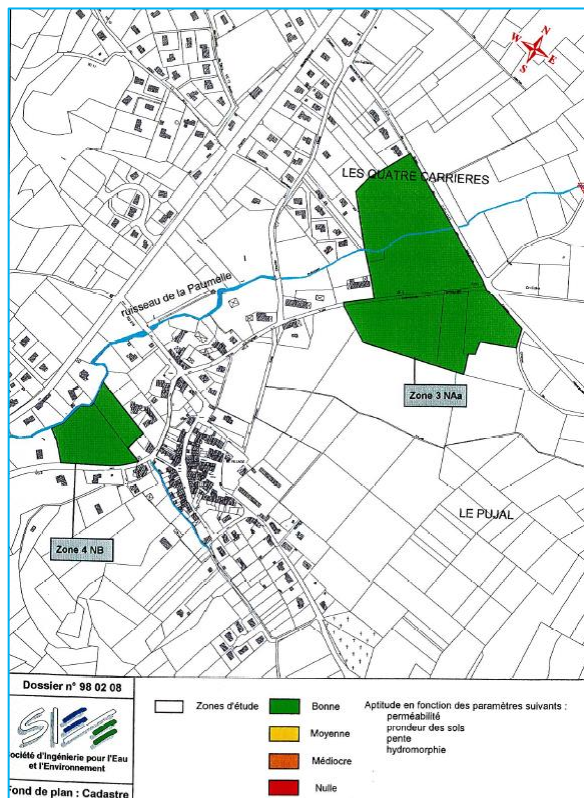 N
W
E
S
LES QUATRE CARRIERES
ruisseau de la Paumelle
Zone 3 NAa
LE PUJAL
Zone 4 NB
Dossier n° 98 02 08
SIEE
ociété d'Ingénierie pour l'Eau
et l'Environnement
Fond de plan : Cadastre
Zones d'étude
Bonne
Moyenne
Médiocre
Nulle
Aptitude en fonction des paramètres suivants :
perméabilité
prondeur des sols
pente
hydromorphie